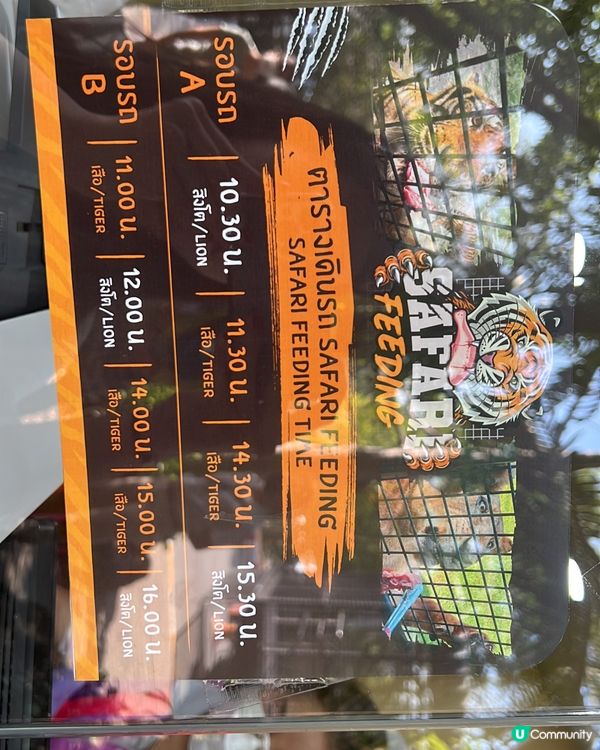 SAFARI
FEEDING
ตารางเดินรถ SAFARI FEEDING
SAFARI FEEDING TIME
รอบรถ
A
10.30 น.
สิงโต/LION
11.30 น.
เสือ/TIGER
14.30 น.
เสือ/TIGER
15.30 น.
สิงโต/LION
รอบรถ
B
11.00 น.
เสือ/TIGER
12.00 น.
สิงโต/LION
14.00 น.
เสือ/TIGER
15.00 น.
เสือ/TIGER
16.00 น.
สิงโต/LION
U Community